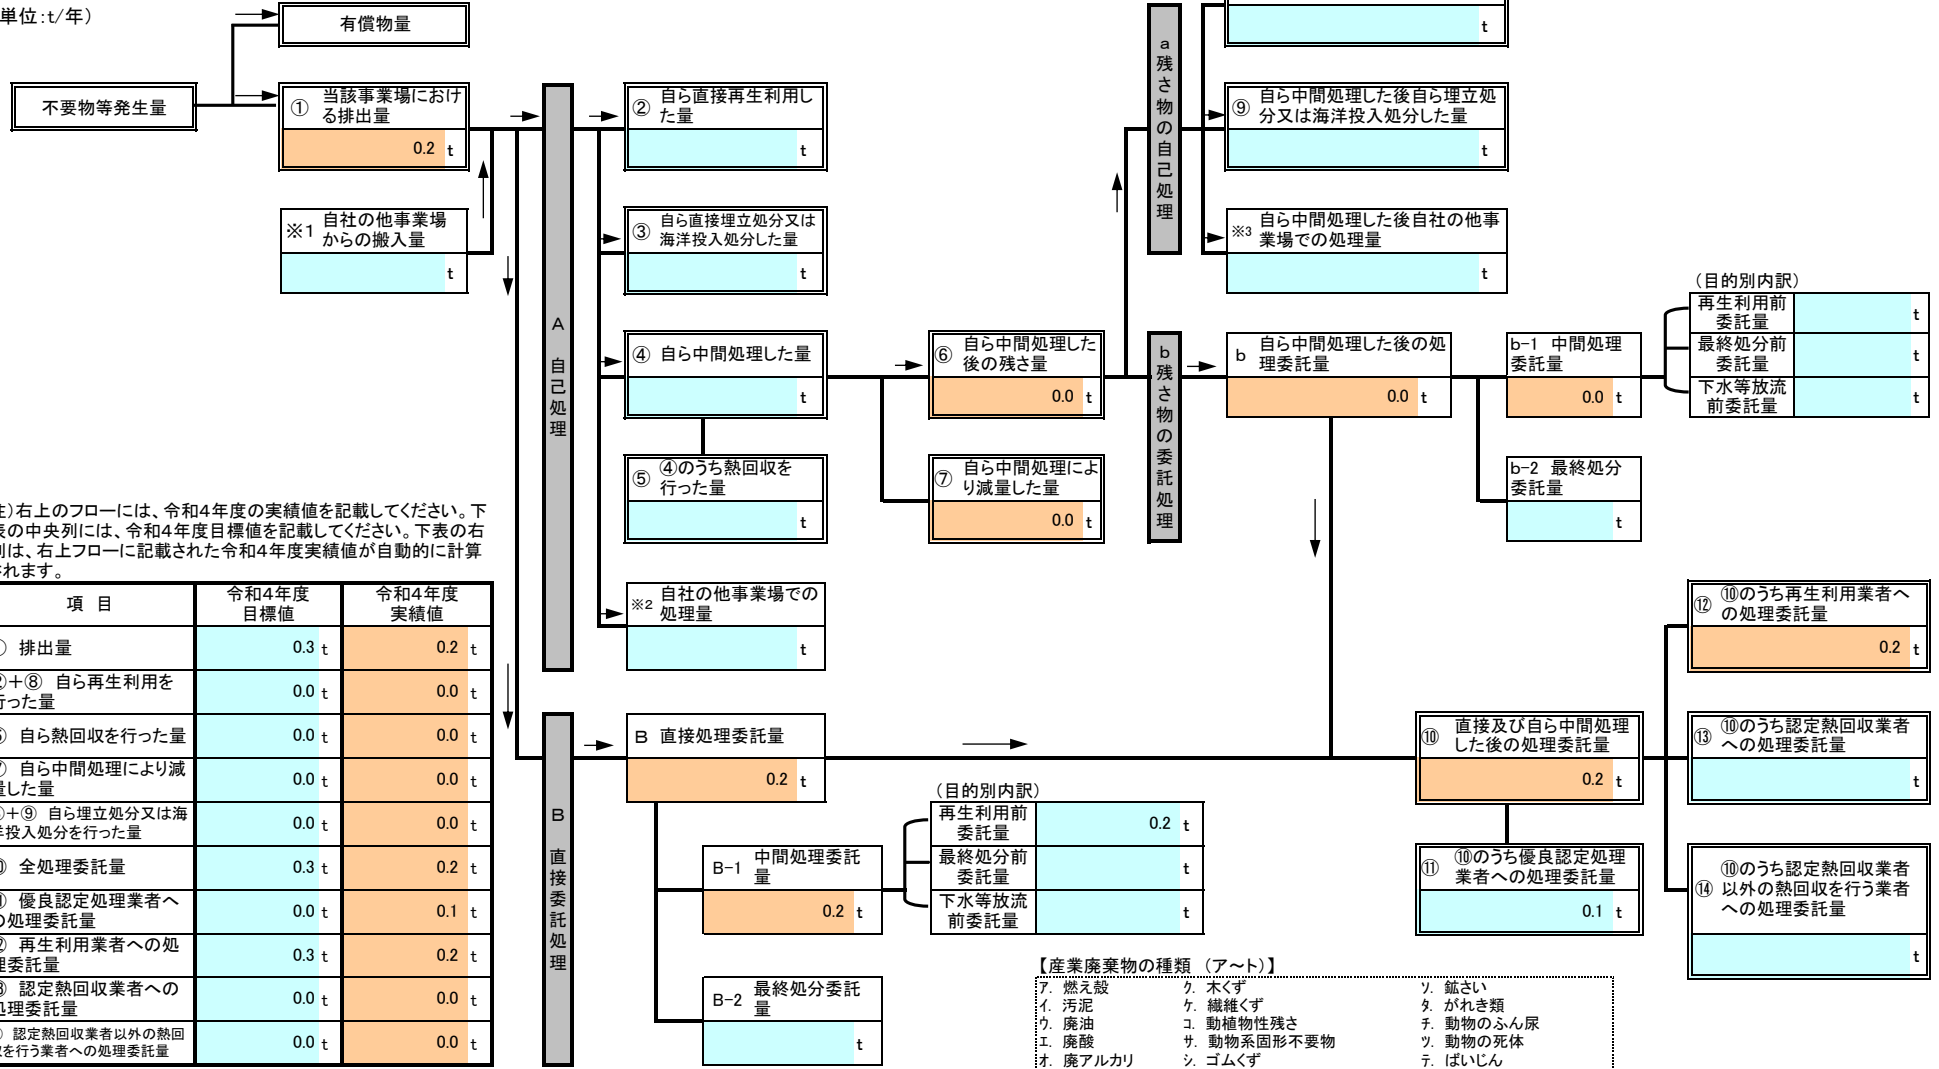 単位:t/年)
有償物量
不要物等発生量
① 当該事業場におけ
る排出量
0.2 t
※1 自社の他事業場
からの搬入量
t
A 自己処理
② 自ら直接再生利用し
た量
t
③ 自ら直接埋立処分又は
海洋投入処分した量
t
④ 自ら中間処理した量
t
⑤ ④のうち熱回収を
行った量
t
※2 自社の他事業場での
処理量
t
⑥ 自ら中間処理した
後の残さ量
0.0 t
⑦ 自ら中間処理によ
り減量した量
0.0 t
a残さ物の自己処理
t
⑨ 自ら中間処理した後自ら埋立処
分又は海洋投入処分した量
t
※3 自ら中間処理した後自社の他事
業場での処理量
t
b残さ物の委託処理
b 自ら中間処理した後の処
理委託量
0.0 t
b-1 中間処理
委託量
0.0 t
b-2 最終処分
委託量
t
(目的別内訳)
再生利用前
委託量
t
最終処分前
委託量
t
下水等放流
前委託量
t
注)右上のフローには、令和4年度の実績値を記載してください。下
表の中央列には、令和4年度目標値を記載してください。下表の右
列は、右上フローに記載された令和4年度実績値が自動的に計算
されます。
項 目
令和4年度
目標値
令和4年度
実績値
排出量 0.3 t 0.2 t
②+⑧ 自ら再生利用を
行った量 0.0 t 0.0 t
自ら熱回収を行った量 0.0 t 0.0 t
⑦ 自ら中間処理により減
量した量 0.0 t 0.0 t
+⑨ 自ら埋立処分又は海
洋投入処分を行った量 0.0 t 0.0 t
全処理委託量 0.3 t 0.2 t
優良認定処理業者へ
の処理委託量 0.0 t 0.1 t
再生利用業者への処
理委託量 0.3 t 0.2 t
認定熱回収業者への
処理委託量 0.0 t 0.0 t
認定熱回収業者以外の熱回
収を行う業者への処理委託量 0.0 t 0.0 t
B 直接委託処理
B 直接処理委託量
0.2 t
B-1 中間処理委託
量
0.2 t
B-2 最終処分委託
量
t
(目的別内訳)
再生利用前
委託量
0.2 t
最終処分前
委託量
t
下水等放流
前委託量
t
⑩ 直接及び自ら中間処理
した後の処理委託量
0.2 t
⑪ ⑩のうち優良認定処理
業者への処理委託量
0.1 t
⑫ ⑩のうち再生利用業者へ
の処理委託量
0.2 t
⑬ ⑩のうち認定熱回収業者
への処理委託量
t
⑭ ⑩のうち認定熱回収業者
以外の熱回収を行う業者
への処理委託量
t
【産業廃棄物の種類 (ア~ト)】
ア. 燃え殻 ク. 木くず ソ. 鉱さい
イ. 汚泥 ケ. 繊維くず タ. がれき類
ウ. 廃油 コ. 動植物性残さ チ. 動物のふん尿
エ. 廃酸 サ. 動物系固形不要物 ツ. 動物の死体
オ. 廃アルカリ シ. ゴムくず テ. ばいじん